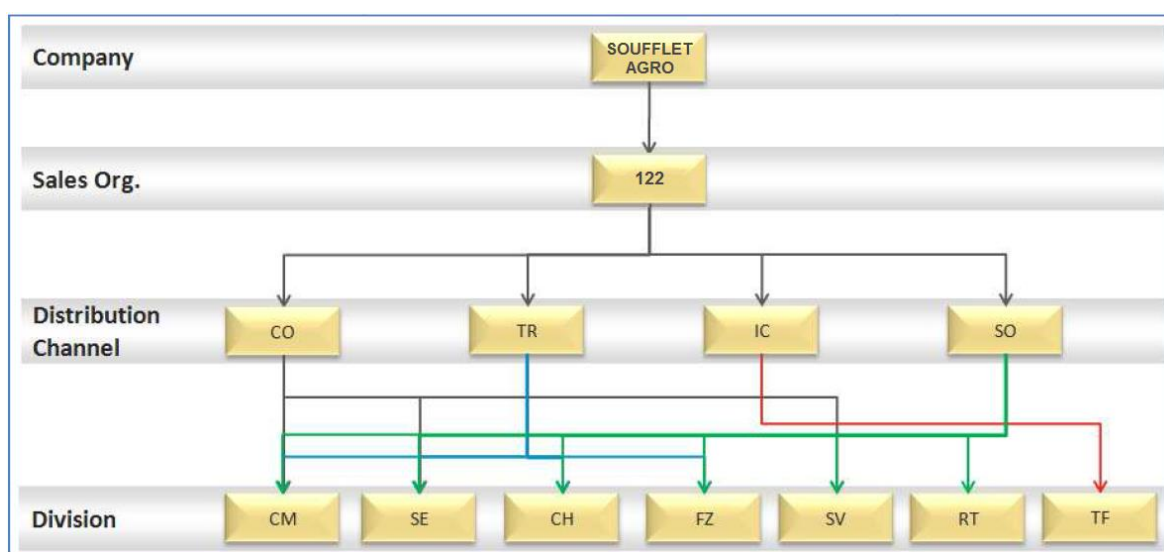 Company
SOUFFLET
AGRO
Sales Org.
122
Distribution
Channel
CO
TR
IC
SO
Division
CM
SE
CH
FZ
SV
RT
TF